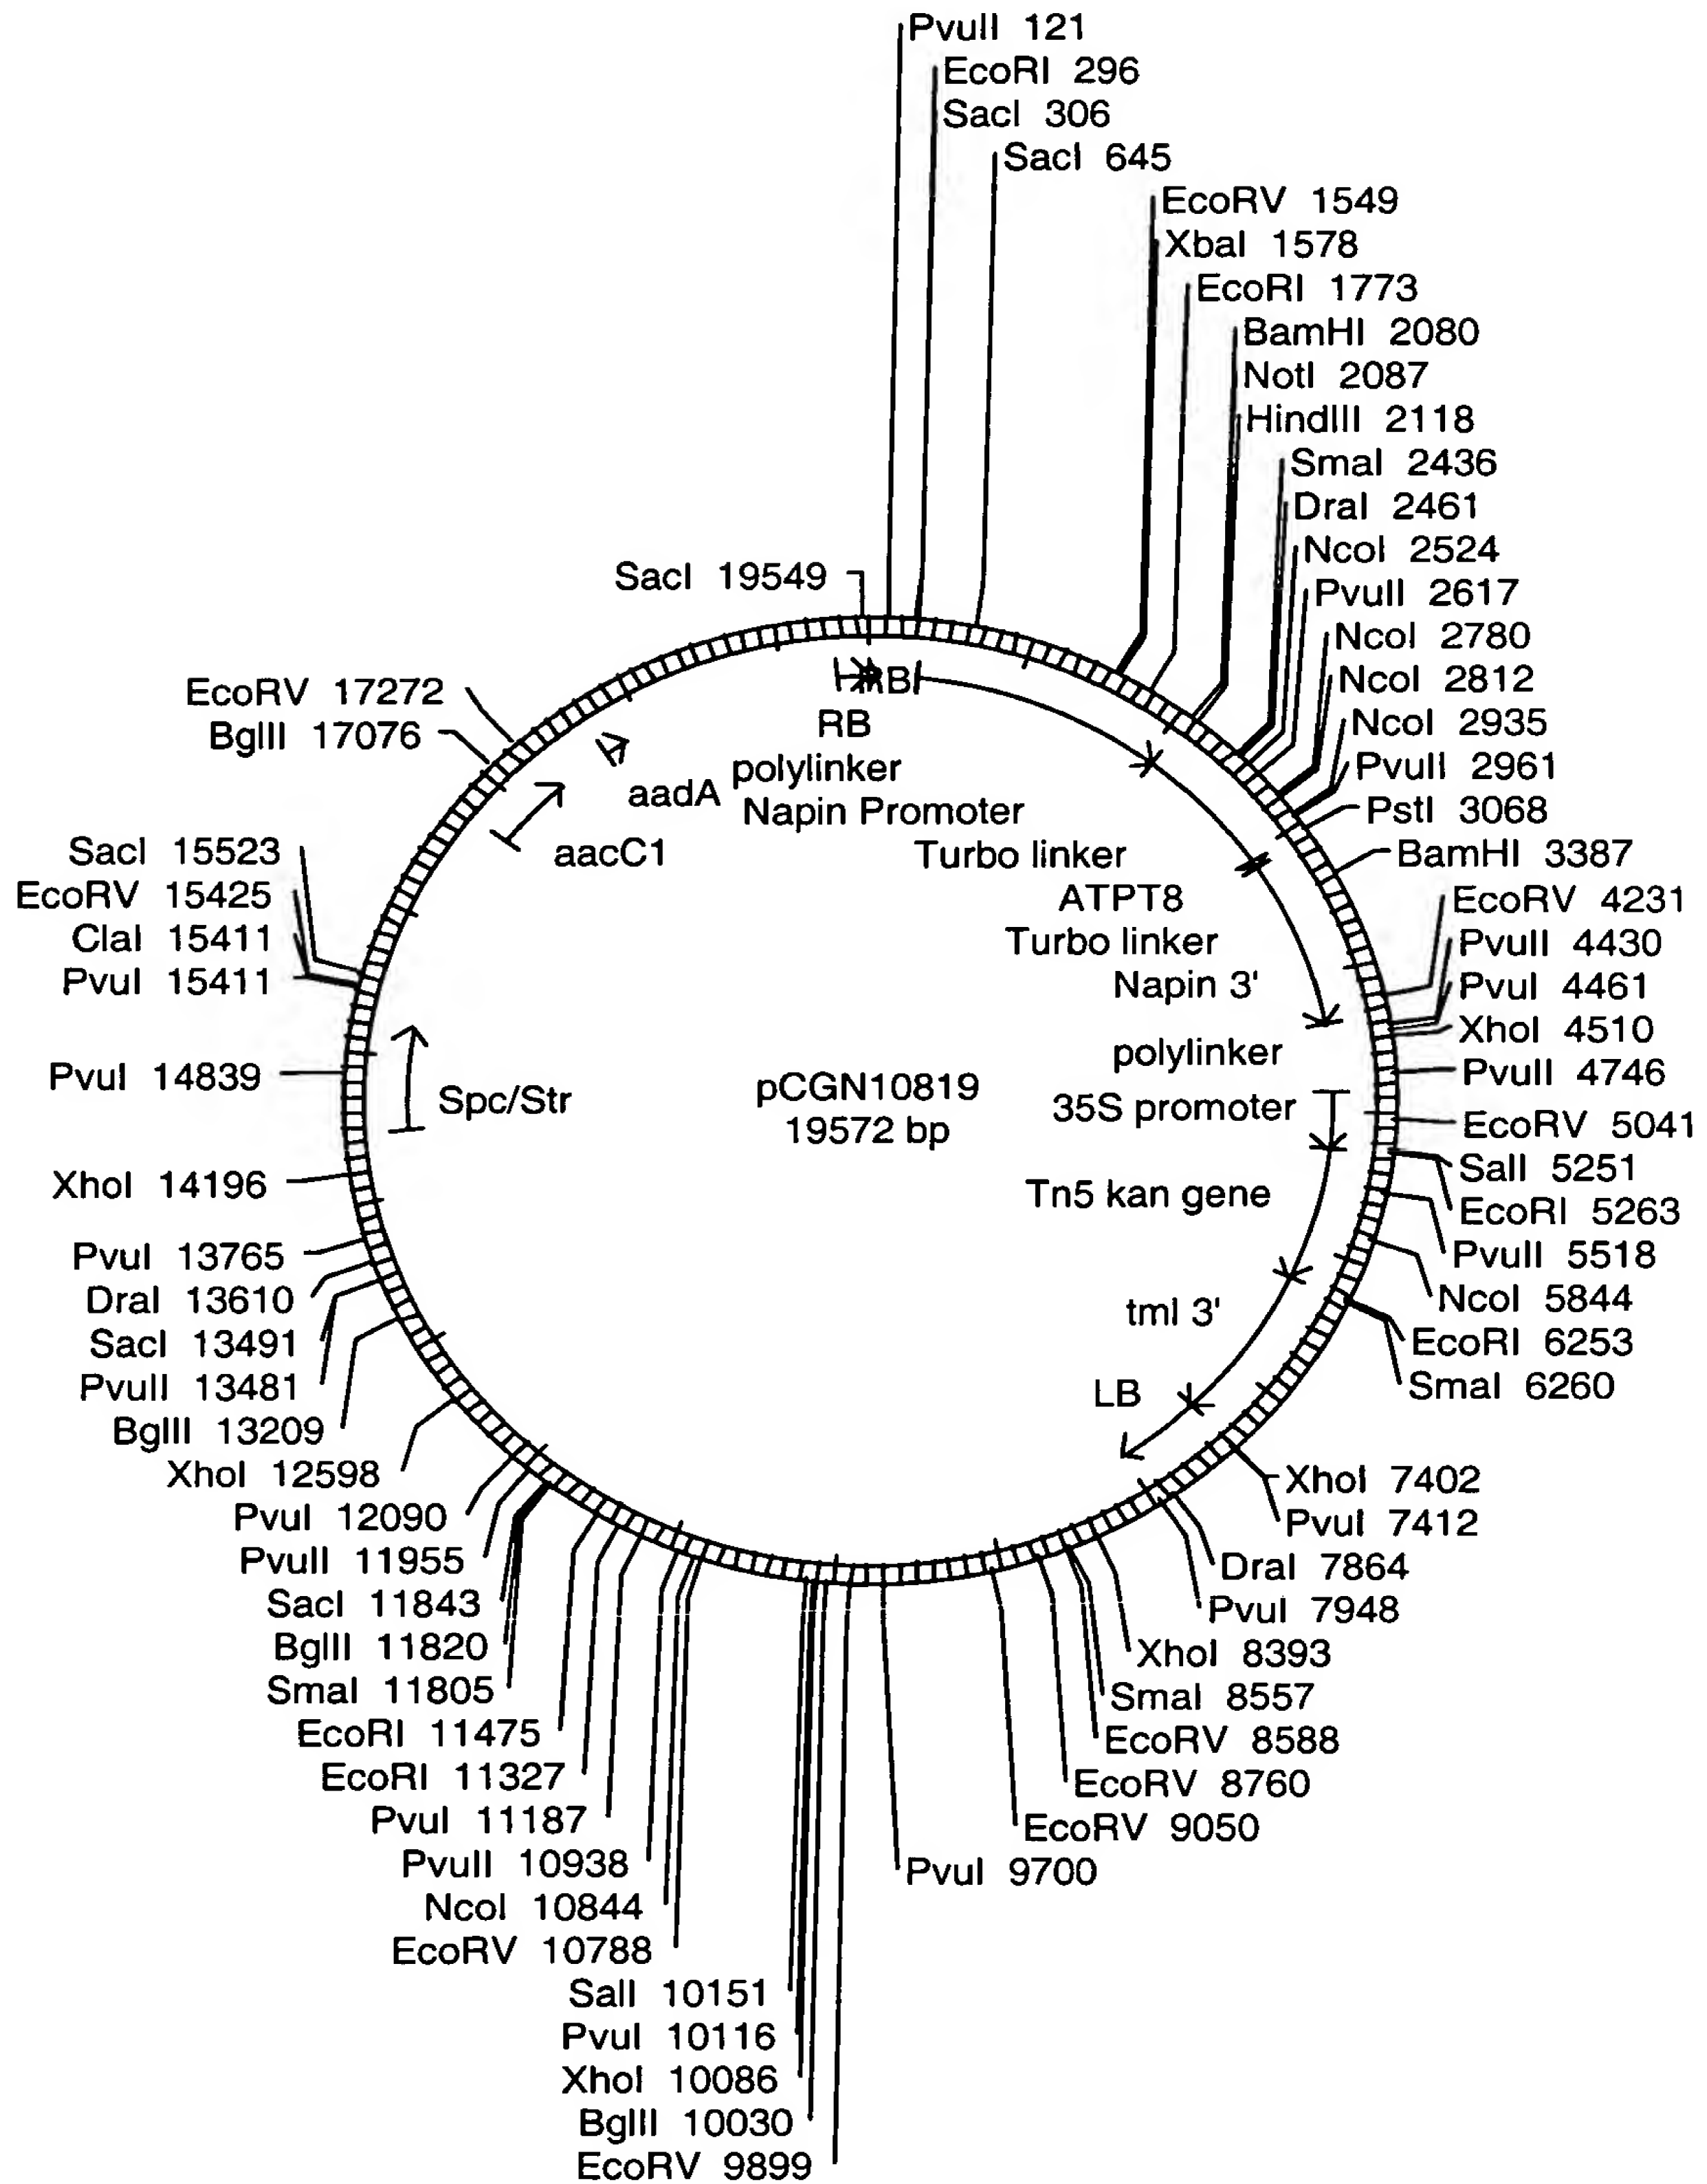 PvuII 121
EcoRI 296
SacI 306
SacI 645
EcoRV 1549
XbaI 1578
EcoRI 1773
BamHI 2080
NotI 2087
HindIII 2118
SmaI 2436
DraI 2461
NcoI 2524
PvuII 2617
NcoI 2780
NcoI 2812
NcoI 2935
PvuII 2961
PstI 3068
BamHI 3387
EcoRV 4231
PvuII 4430
PvuI 4461
XhoI 4510
PvuII 4746
EcoRV 5041
SalI 5251
EcoRI 5263
PvuII 5518
NcoI 5844
EcoRI 6253
SmaI 6260
XhoI 7402
PvuI 7412
DraI 7864
PvuI 7948
XhoI 8393
SmaI 8557
EcoRV 8588
EcoRV 8760
EcoRV 9050
PvuI 9700
EcoRV 9899
BglII 10030
XhoI 10086
PvuI 10116
SalI 10151
EcoRV 10788
NcoI 10844
PvuII 10938
PvuI 11187
EcoRI 11327
EcoRI 11475
SmaI 11805
BglII 11820
SacI 11843
PvuII 11955
PvuI 12090
XhoI 12598
BglII 13209
PvuII 13481
SacI 13491
DraI 13610
PvuI 13765
XhoI 14196
PvuI 14839
PvuI 15411
ClaI 15411
EcoRV 15425
SacI 15523
BglII 17076
EcoRV 17272
SacI 19549
RB
polylinker
Napin Promoter
Turbo linker
ATPT8
Turbo linker
Napin 3'
polylinker
35S promoter
Tn5 kan gene
tml 3'
LB
Spc/Str
aacC1
aadA
pCGN10819
19572 bp